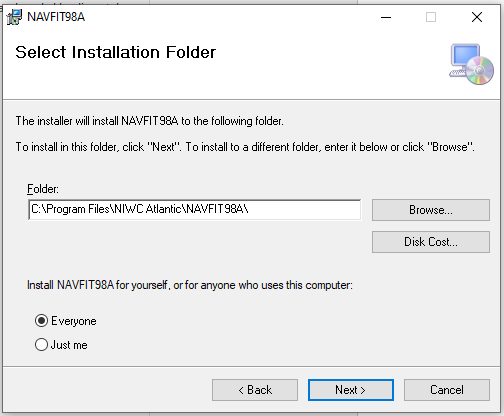 NAVFIT98A
Select Installation Folder
The installer will install NAVFIT98A to the following folder.
To install in this folder, click "Next". To install to a different folder, enter it below or click "Browse".
Folder:
C:\Program Files\NIWC Atlantic\NAVFIT98A\
Browse...
Disk Cost...
Install NAVFIT98A for yourself, or for anyone who uses this computer:
Everyone
Just me
< Back
Next >
Cancel